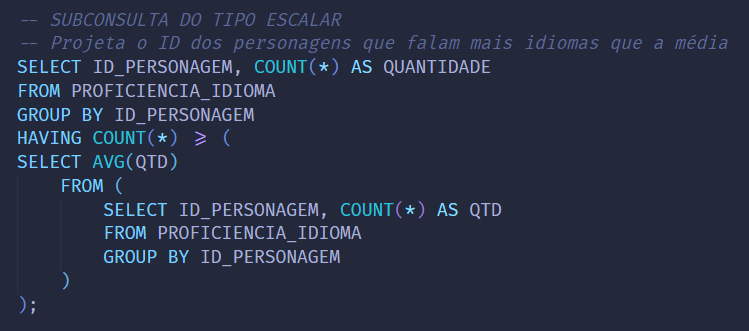 -- SUBCONSULTA DO TIPO ESCALAR
-- Projeta o ID dos personagens que falam mais idiomas que a média
SELECT ID_PERSONAGEM, COUNT(*) AS QUANTIDADE
FROM PROFICIENCIA_IDIOMA
GROUP BY ID_PERSONAGEM
HAVING COUNT(*) >= (
SELECT AVG(QTD)
FROM (
SELECT ID_PERSONAGEM, COUNT(*) AS QTD
FROM PROFICIENCIA_IDIOMA
GROUP BY ID_PERSONAGEM
)
);